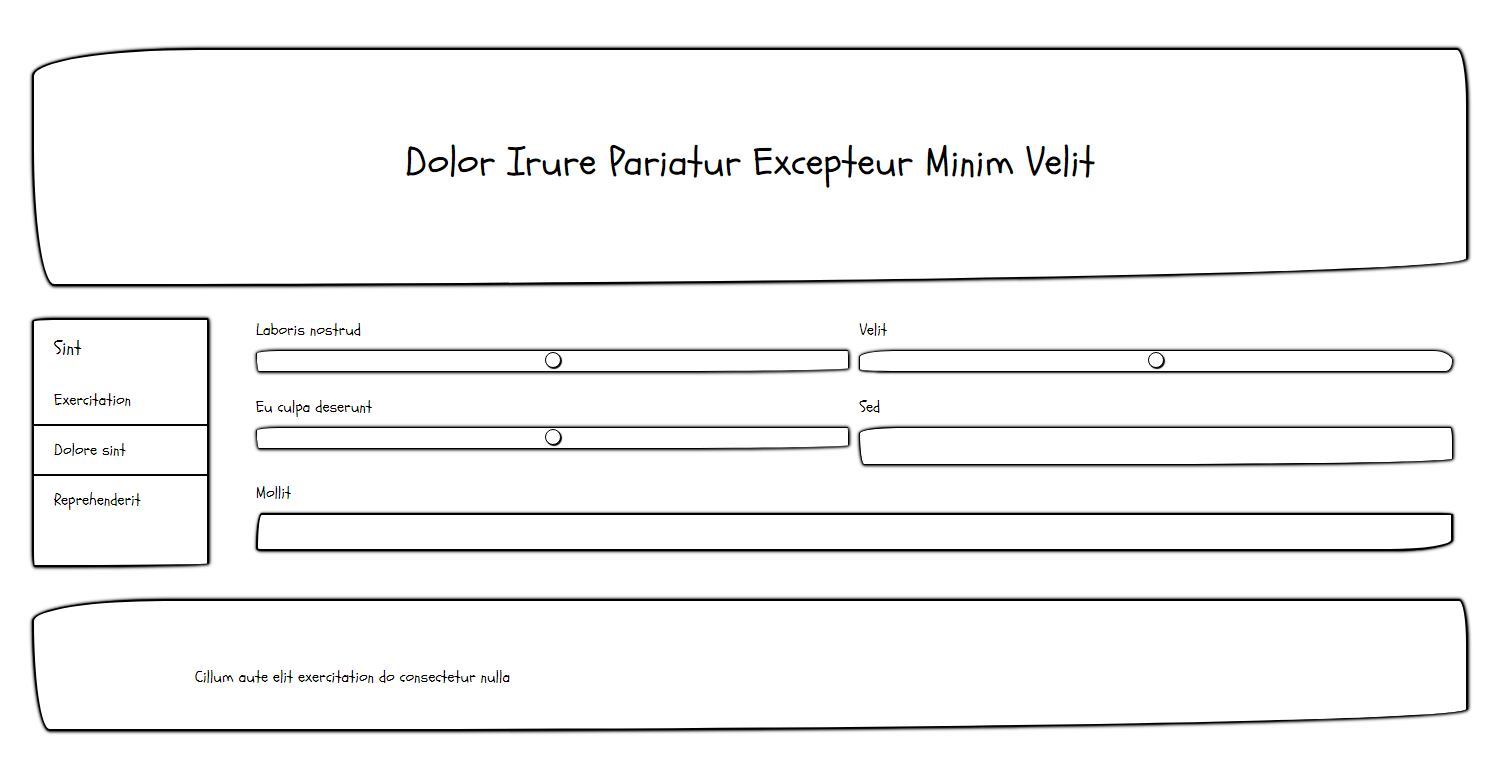 Dolor Irure Pariatur Excepteur Minim Velit
Sint
Exercitation
Dolore sint
Reprehenderit
Laboris nostrud
Velit
Eu culpa deserunt
Sed
Mollit
Cillum aute elit exercitation do consectetur nulla